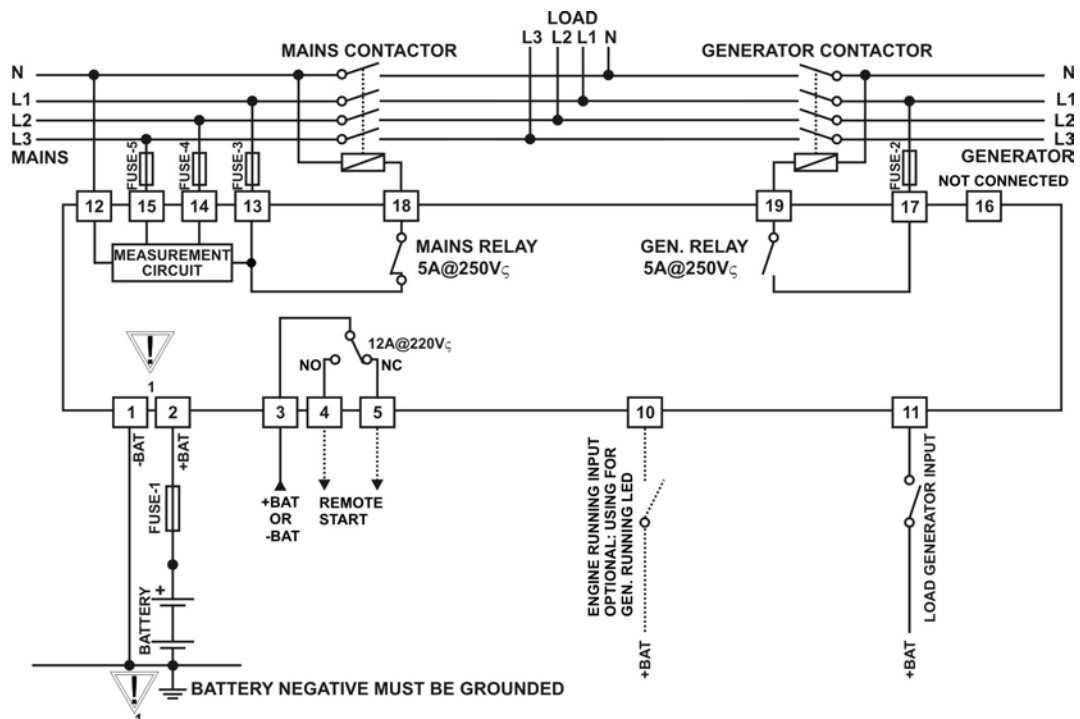 LOAD
L3 L2 L1 N
MAINS CONTACTOR
GENERATOR CONTACTOR
N
L1
L2
L3
MAINS
N
L1
L2
L3
GENERATOR
FUSE-5
FUSE-4
FUSE-3
FUSE-2
NOT CONNECTED
12
15
14
13
18
19
17
16
MEASUREMENT
CIRCUIT
MAINS RELAY
5A@250Vς
GEN. RELAY
5A@250Vς
12A@220Vς
NO
NC
!
1
1
2
3
4
5
10
11
-BAT
+BAT
FUSE-1
BATTERY
+
+BAT
OR
-BAT
REMOTE
START
ENGINE RUNNING INPUT
OPTIONAL: USING FOR
GEN. RUNNING LED
+BAT
LOAD GENERATOR INPUT
+BAT
!
1
BATTERY NEGATIVE MUST BE GROUNDED